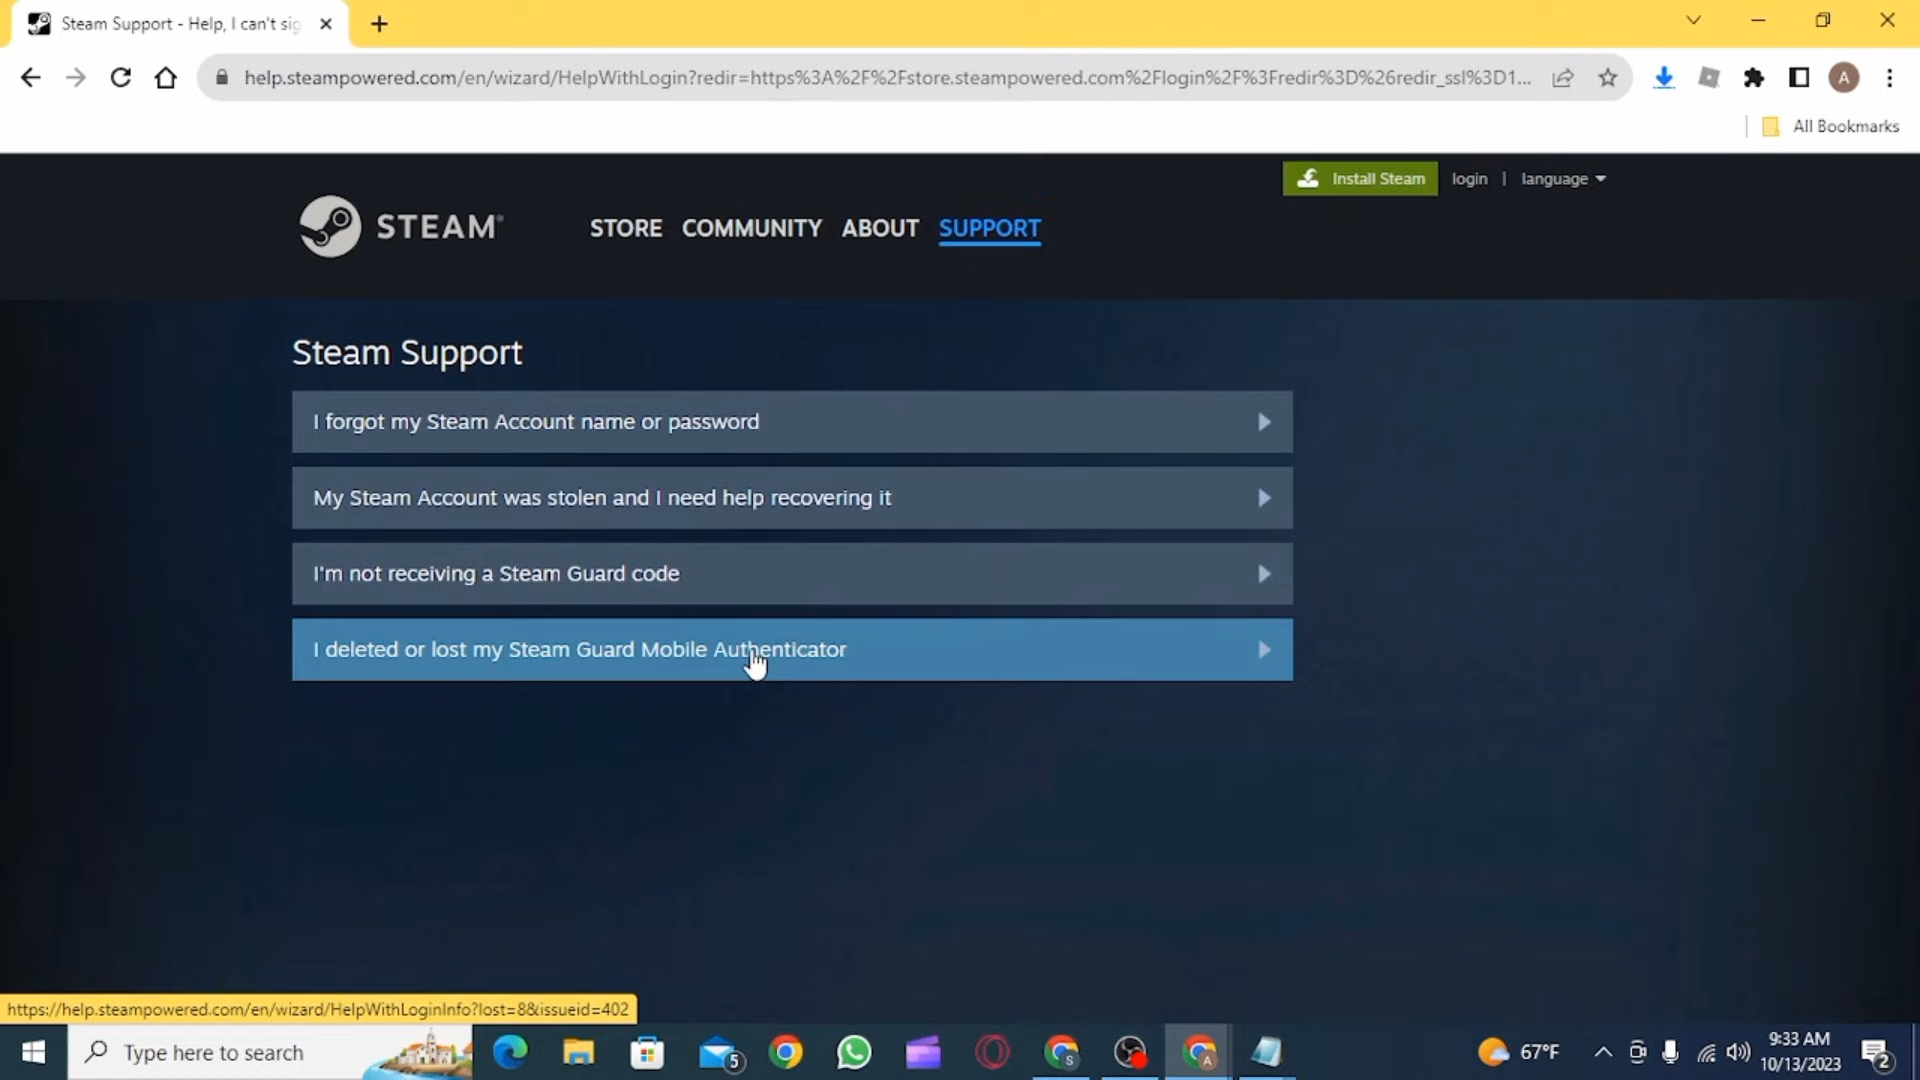 Steam Support - Help, I can't sig
help.steampowered.com/en/wizard/HelpWithLogin?redir=https%3A%2F%2Fstore.steampowered.com%2Flogin%2F%3Fredir%3D%26redir_ssl%3D1...
A
All Bookmarks
Install Steam login | language
STEAM® STORE COMMUNITY ABOUT SUPPORT
Steam Support
I forgot my Steam Account name or password
My Steam Account was stolen and I need help recovering it
I'm not receiving a Steam Guard code
I deleted or lost my Steam Guard Mobile Authenticator
https://help.steampowered.com/en/wizard/HelpWithLoginInfo?lost=8&issueid=402
Type here to search
5
S
A
67°F
9:33 AM
10/13/2023
2